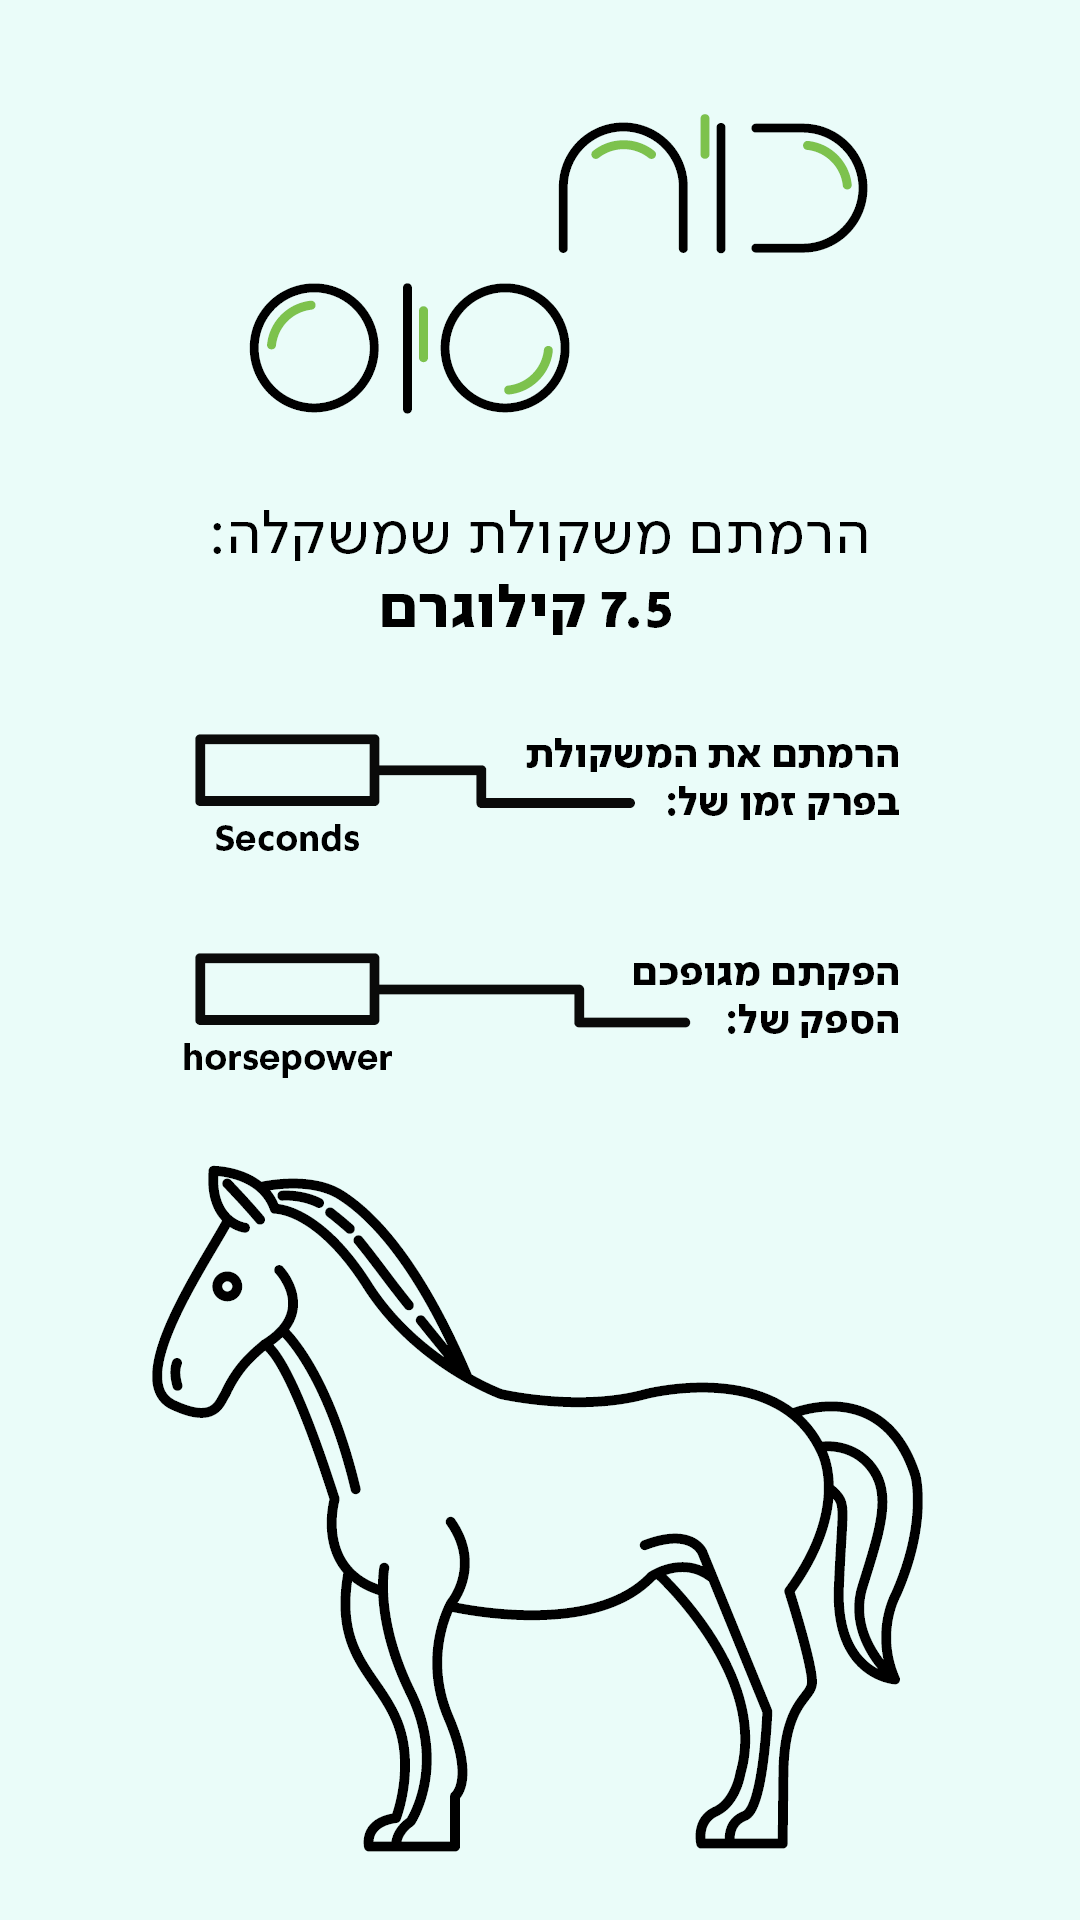 כוח
סוס
הרמתם משקולת שמשקלה:
7.5 קילוגרם
הרמתם את המשקולת
בפרק זמן של:
Seconds
הפקתם מגופכם
הספק של:
horsepower